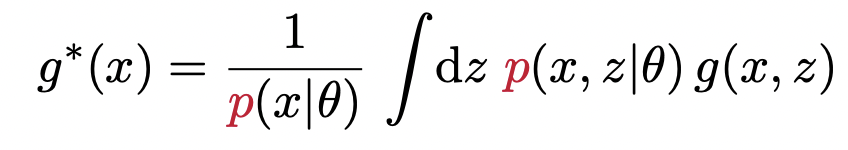 g*(x) = 1/p(x|θ) ∫ dz p(x, z|θ) g(x, z)